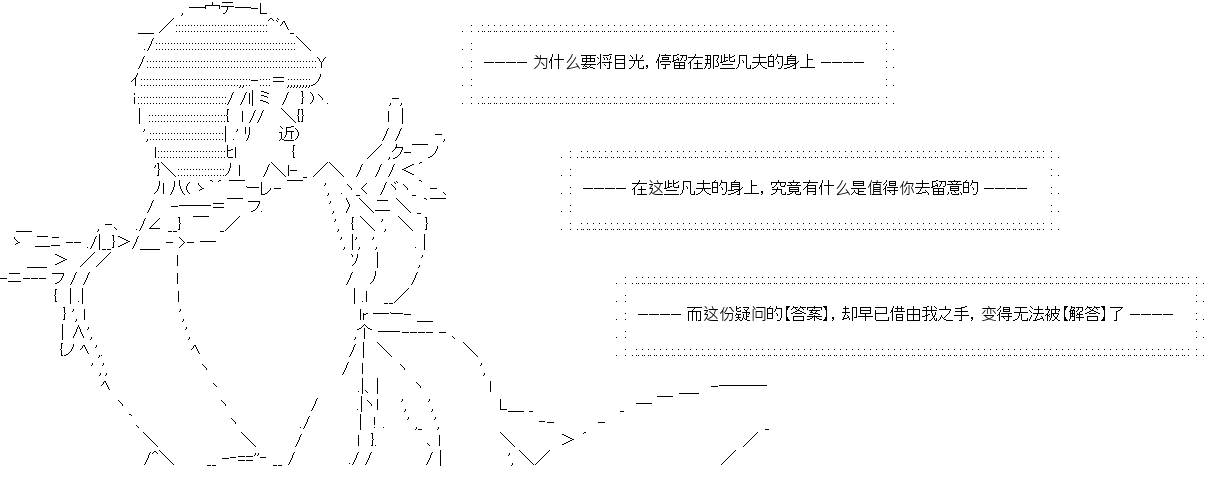 ---- 为什么要将目光，停留在那些凡夫的身上 ----
---- 在这些凡夫的身上，究竟有什么是值得你去留意的 ----
---- 而这份疑问的【答案】，却早已借由我之手，变得无法被【解答】了 ----